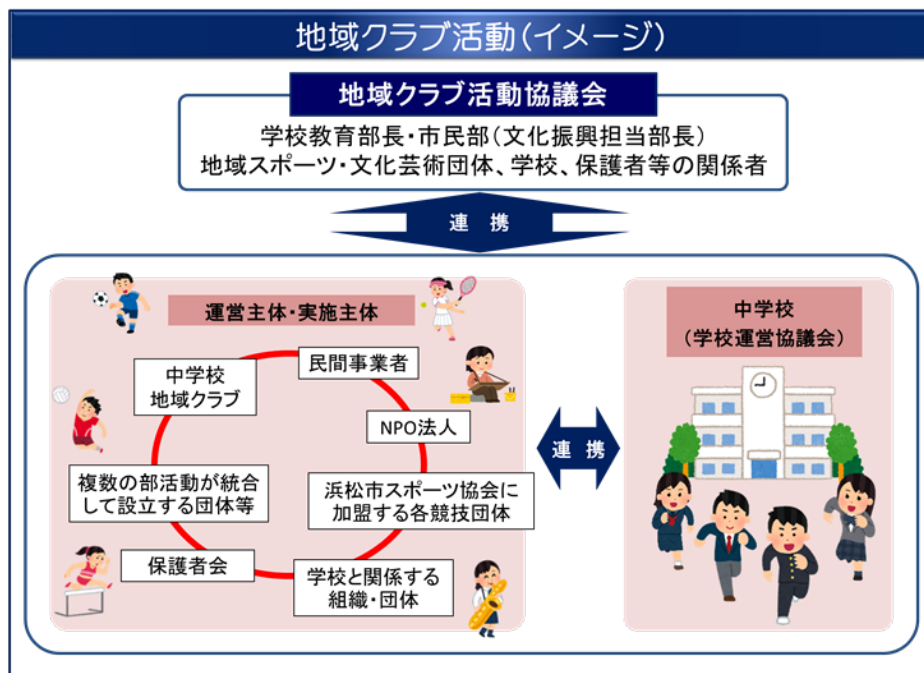 地域クラブ活動(イメージ)
地域クラブ活動協議会
学校教育部長・市民部(文化振興担当部長)
地域スポーツ・文化芸術団体、学校、保護者等の関係者
連 携
運営主体・実施主体
中学校
地域クラブ
民間事業者
NPO法人
複数の部活動が統合
して設立する団体等
浜松市スポーツ協会に
加盟する各競技団体
保護者会
学校と関係する
組織・団体
連 携
中学校
(学校運営協議会)